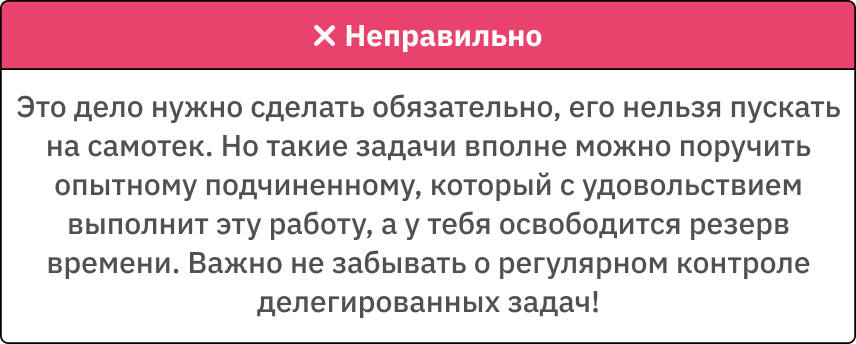 × Неправильно
Это дело нужно сделать обязательно, его нельзя пускать
на самотек. Но такие задачи вполне можно поручить
опытному подчиненному, который с удовольствием
выполнит эту работу, а у тебя освободится резерв
времени. Важно не забывать о регулярном контроле
делегированных задач!